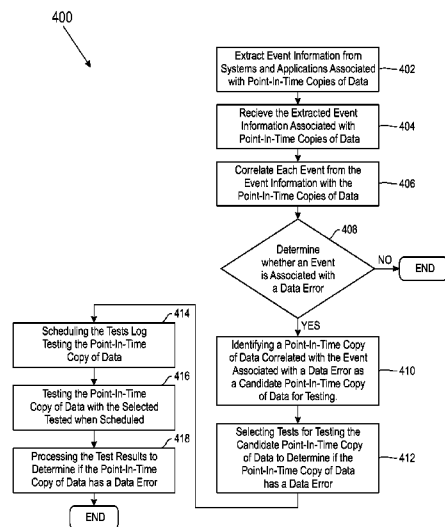 400
Extract Event Information from
Systems and Applications Associated
with Point-In-Time Copies of Data
402
Recieve the Extracted Event
Information Associated with
Point-In-Time Copies of Data
404
Correlate Each Event from the
Event Information with the
Point-In-Time Copies of Data
406
408
Determine
whether an Event
is Associated with
a Data Error
NO
END
YES
Identifying a Point-In-Time Copy
of Data Correlated with the Event
Associated with a Data Error as
a Candidate Point-In-Time Copy
of Data for Testing.
410
Selecting Tests for Testing the
Candidate Point-In-Time Copy
of Data to Determine if the
Point-In-Time Copy of Data
has a Data Error
412
414
Scheduling the Tests Log
Testing the Point-In-Time
Copy of Data
416
Testing the Point-In-Time
Copy of Data with the Selected
Tested when Scheduled
418
Processing the Test Results to
Determine if the Point-In-Time
Copy of Data has a Data Error
END